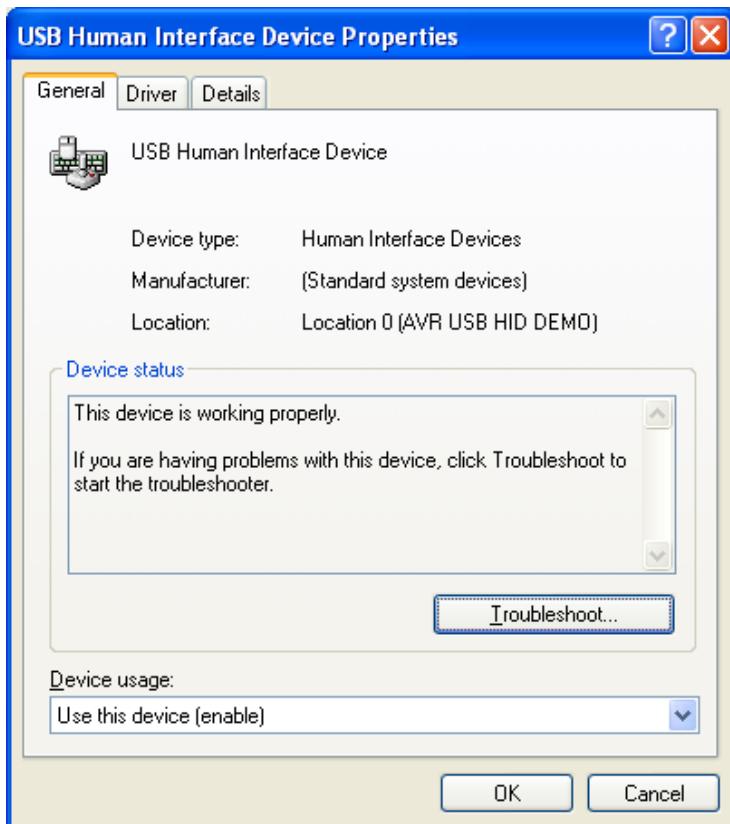 USB Human Interface Device Properties
?
General Driver Details
USB Human Interface Device
Device type: Human Interface Devices
Manufacturer: (Standard system devices)
Location: Location 0 (AVR USB HID DEMO)
Device status
This device is working properly.
If you are having problems with this device, click Troubleshoot to
start the troubleshooter.
Troubleshoot...
Device usage:
Use this device (enable)
OK Cancel